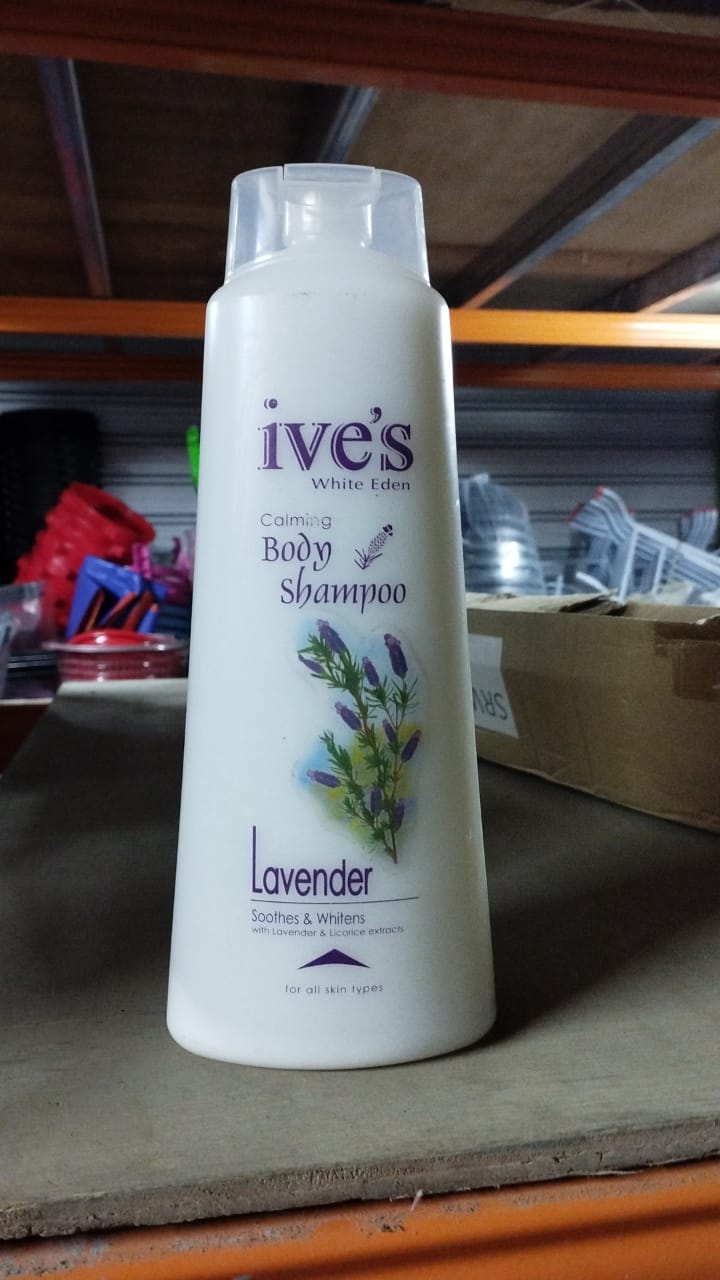 ive's
White Eden
Calming
Body
Shampoo
Lavender
Soothes & Whitens
with Lavender & Licorice extracts
for all skin types